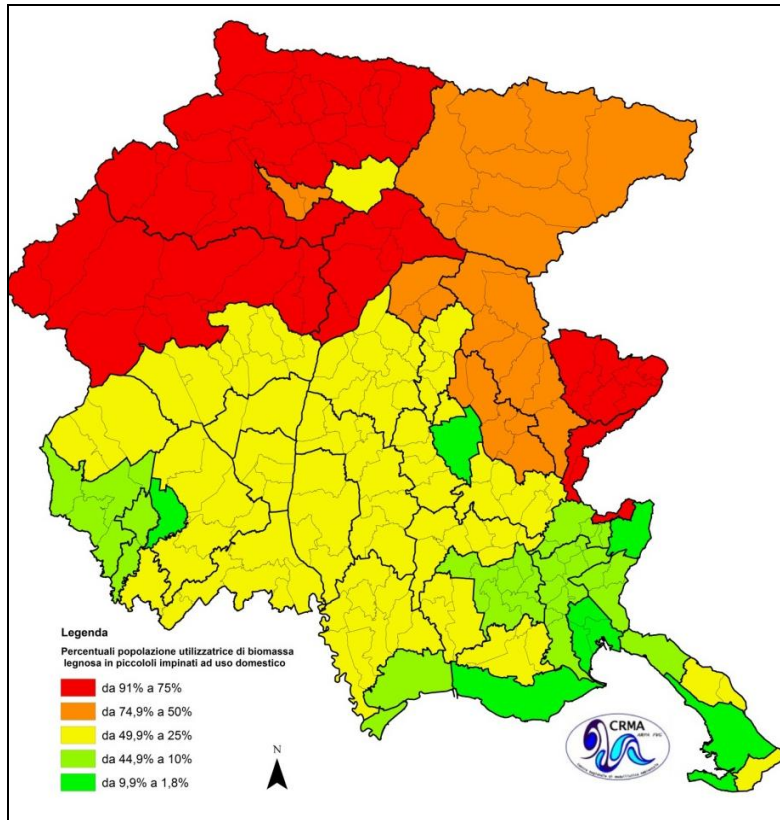 Legenda
Percentuali popolazione utilizzatrice di biomassa
legnosa in piccololi impinati ad uso domestico
da 91% a 75%
da 74,9% a 50%
da 49,9% a 25%
da 44,9% a 10%
da 9,9% a 1,8%
N
CRMA